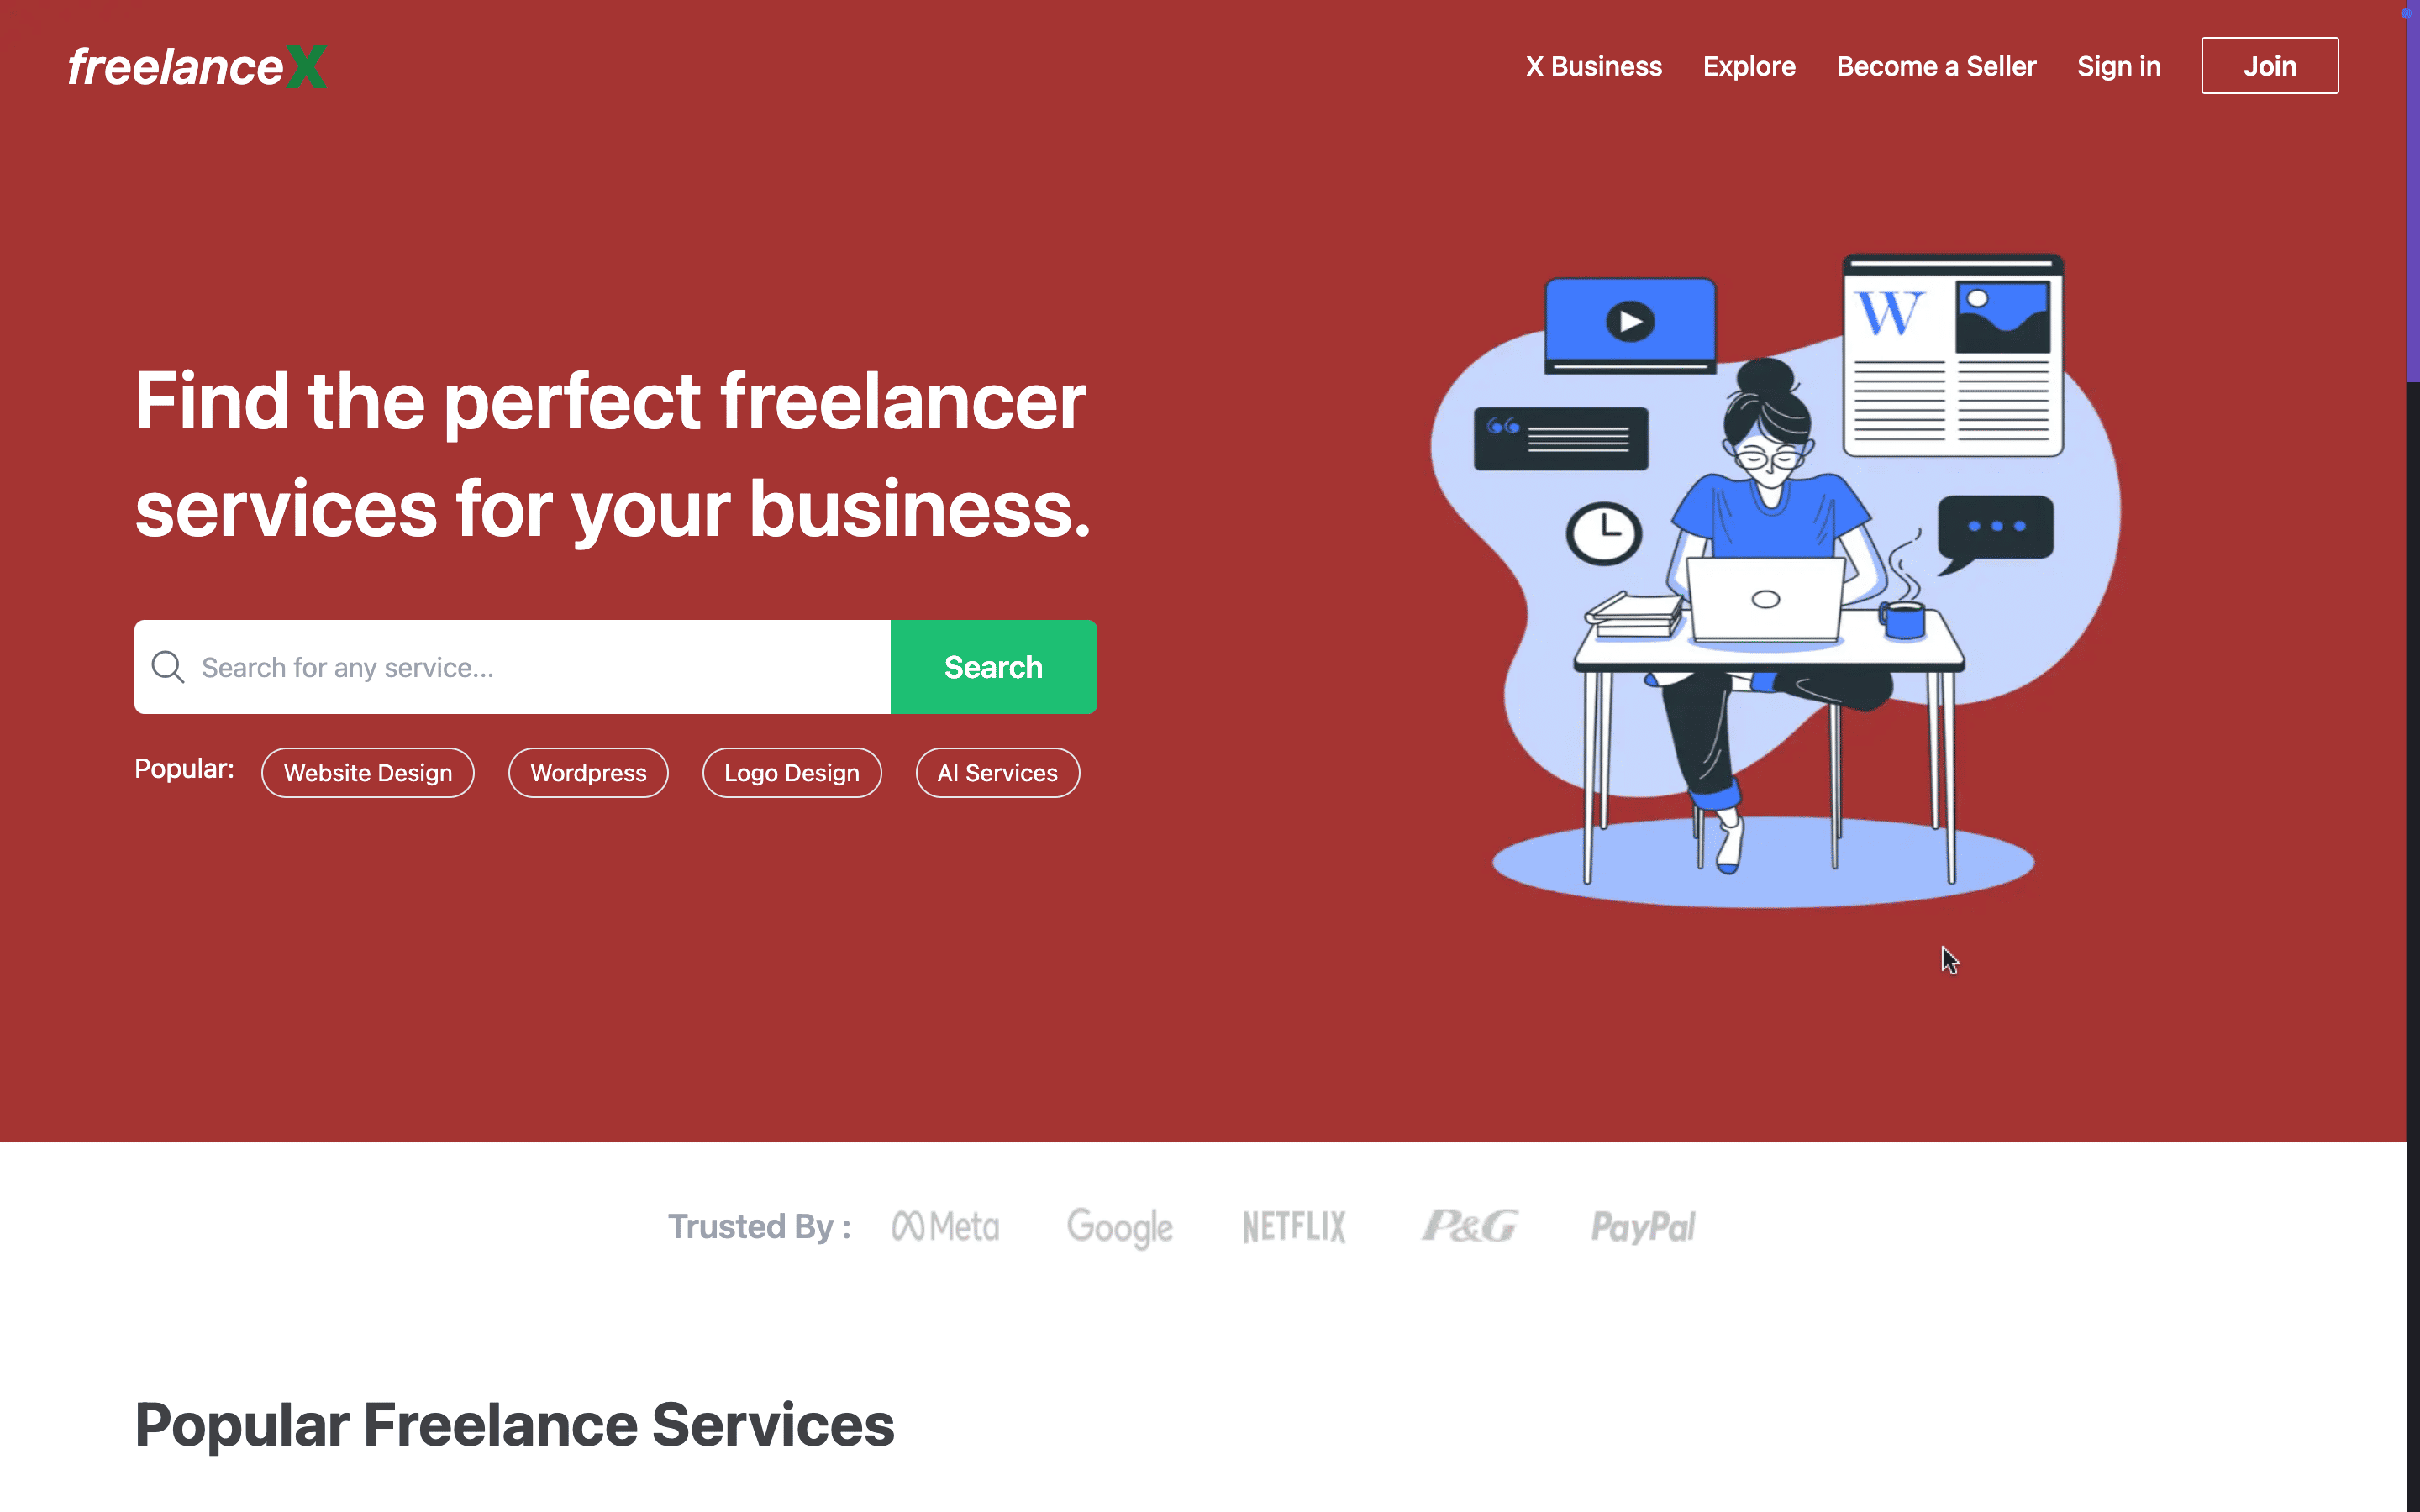 freelanceX
X Business Explore Become a Seller Sign in Join
W
Find the perfect freelancer
services for your business.
Search for any service...
Search
Popular: Website Design Wordpress Logo Design AI Services
Trusted By : Meta Google NETFLIX P&G PayPal
Popular Freelance Services